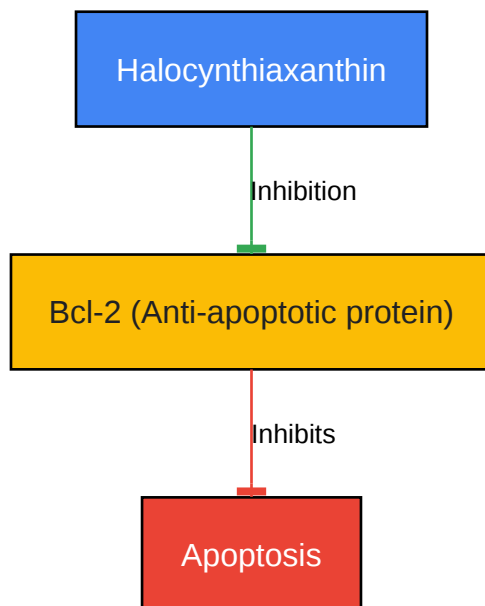 Halocynthiaxanthin
Inhibition
Bcl-2 (Anti-apoptotic protein)
Inhibits
Apoptosis